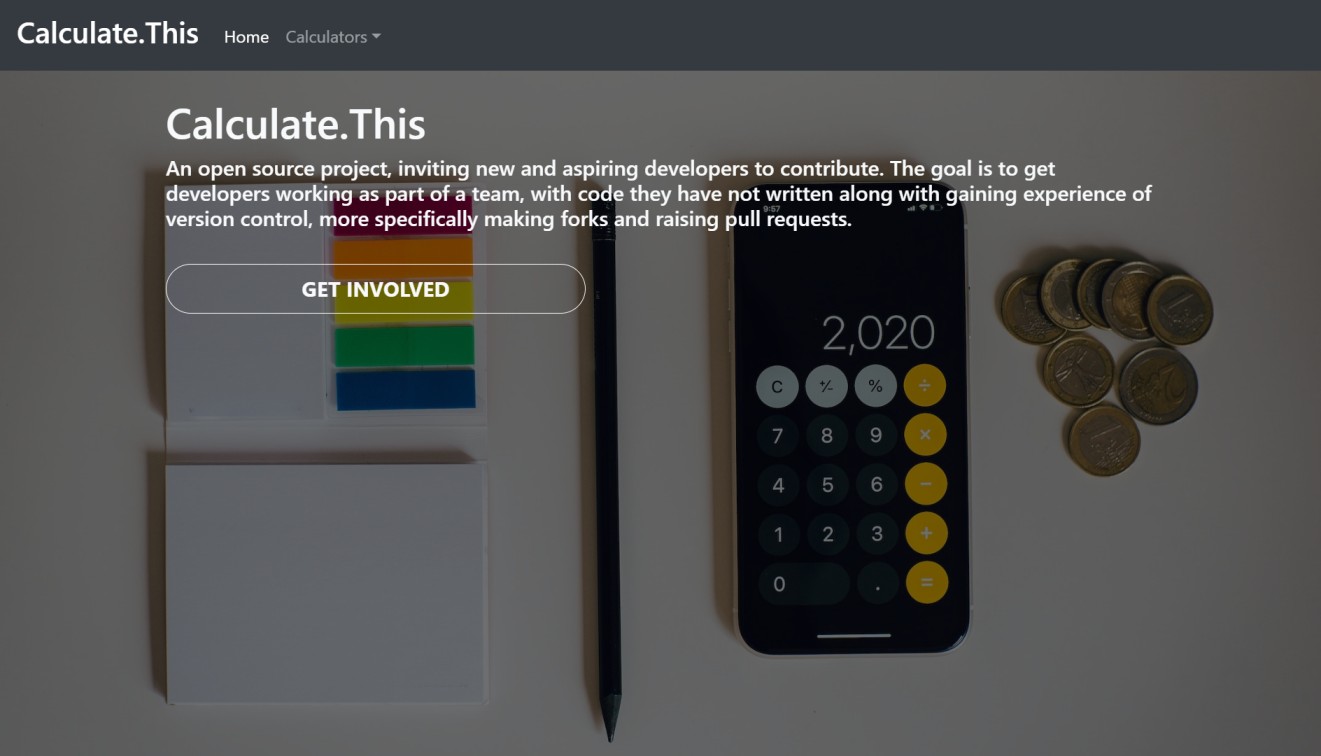 Calculate.This Home Calculators
Calculate.This
An open source project, inviting new and aspiring developers to contribute. The goal is to get
developers working as part of a team, with code they have not written along with gaining experience of
version control, more specifically making forks and raising pull requests.
GET INVOLVED
9:57
2,020
C +/- % ÷
7 8 9 ×
4 5 6 −
1 2 3 +
0 . =